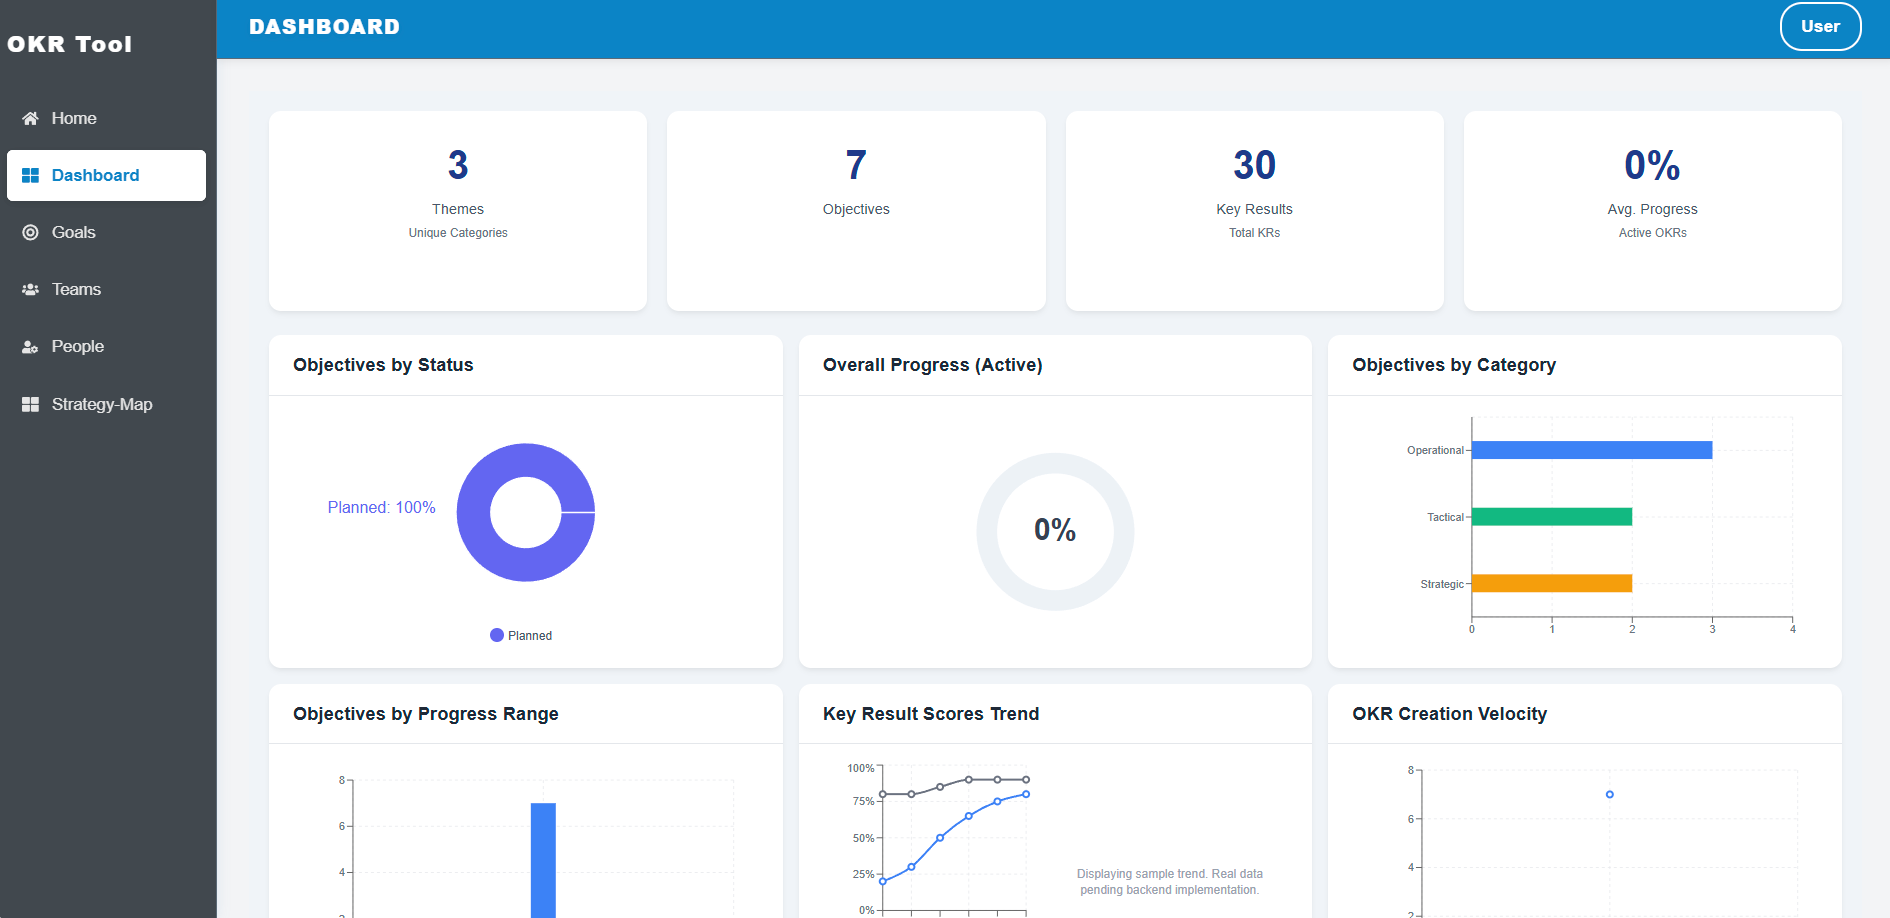 OKR Tool
Home
Dashboard
Goals
Teams
People
Strategy-Map
DASHBOARD
User
3
Themes
Unique Categories
7
Objectives
30
Key Results
Total KRs
0%
Avg. Progress
Active OKRs
Objectives by Status
Planned: 100%
Planned
Overall Progress (Active)
0%
Objectives by Category
Operational
Tactical
Strategic
0 1 2 3 4
Objectives by Progress Range
8
6
4
2
Key Result Scores Trend
100%
75%
50%
25%
0%
Displaying sample trend. Real data
pending backend implementation.
OKR Creation Velocity
8
6
4
2